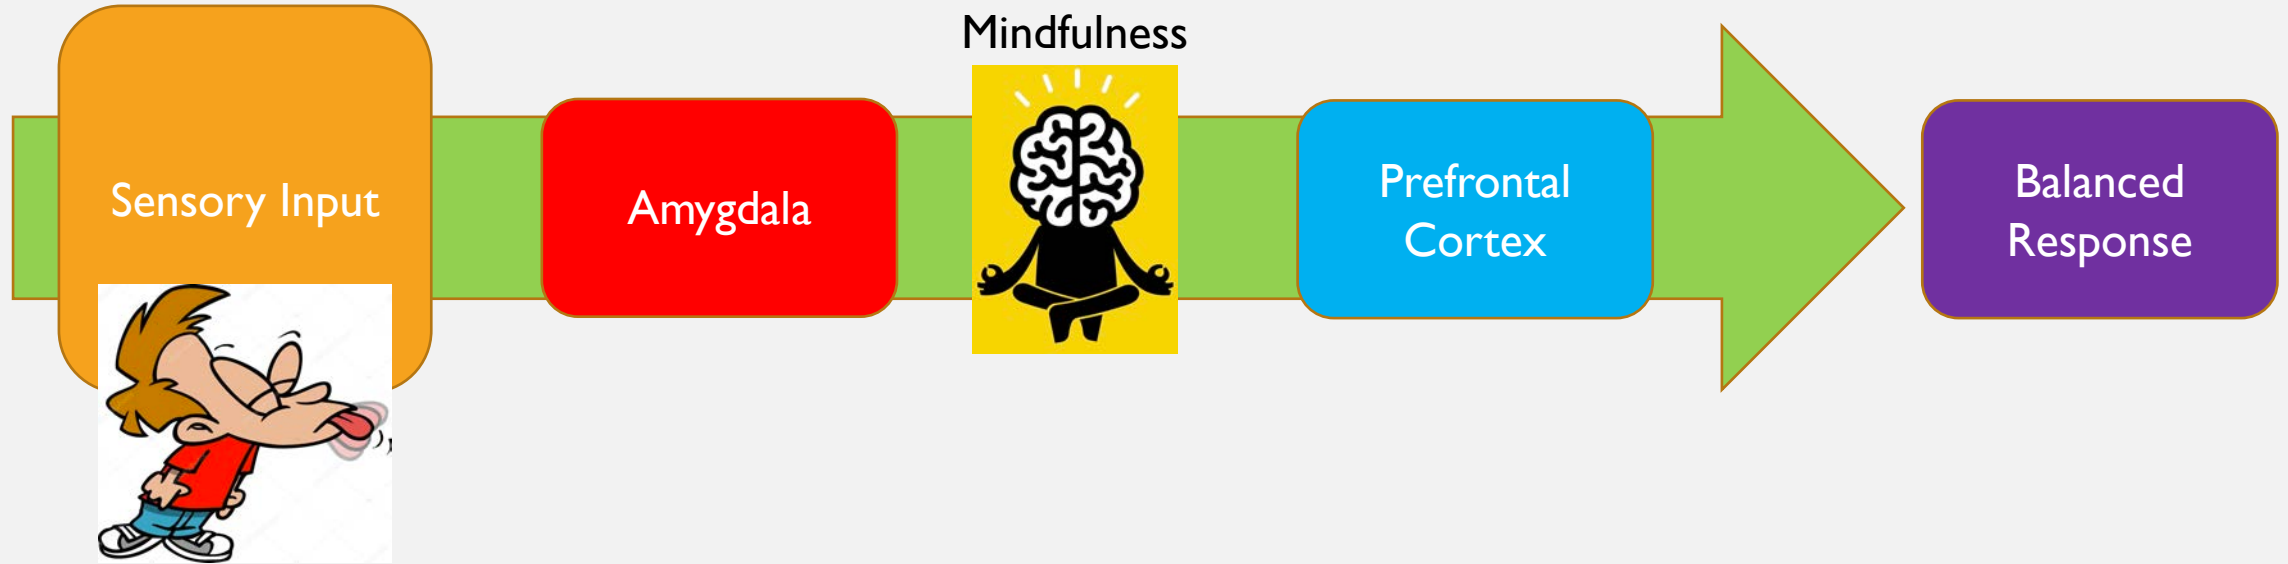 Mindfulness
Sensory Input
Amygdala
Prefrontal
Cortex
Balanced
Response